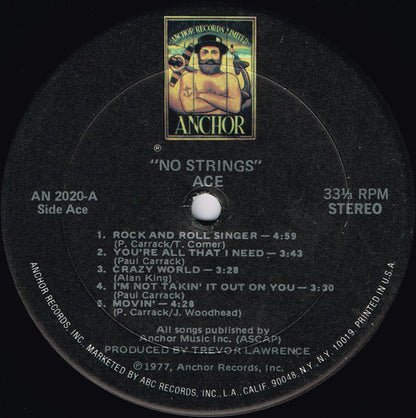 ANCHOR RECORDS LIMITED
ANCHOR
®
"NO STRINGS"
ACE
AN 2020-A
Side Ace
33⅓ RPM
STEREO
1. ROCK AND ROLL SINGER — 4:59
(P. Carrack/T. Comer)
2. YOU'RE ALL THAT I NEED — 3:43
(Paul Carrack)
3. CRAZY WORLD — 3:28
(Alan King)
4. I'M NOT TAKIN' IT OUT ON YOU — 3:30
(Paul Carrack)
5. MOVIN' — 4:28
(P. Carrack/J. Woodhead)
All songs published by
Anchor Music Inc. (ASCAP)
PRODUCED BY TREVOR LAWRENCE
©1977, Anchor Records, Inc.
ANCHOR RECORDS, INC. MARKETED BY ABC RECORDS, INC., L.A., CALIF. 90048, N.Y., N.Y. 10019. PRINTED IN U.S.A.